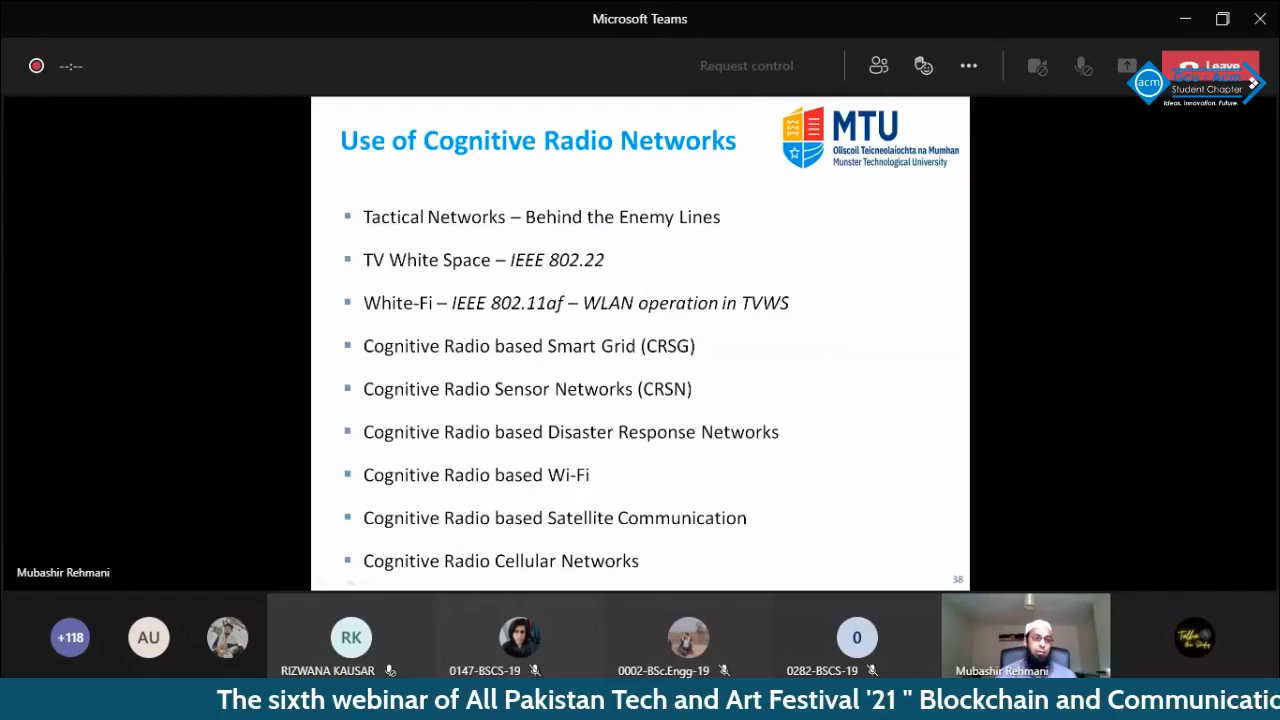 Microsoft Teams
--:--
Request control
Leave
acm
Student Chapter
Ideas. Innovation. Future.
Use of Cognitive Radio Networks
MTU
Ollscoil Teicneolaíochta na Mumhan
Munster Technological University
Tactical Networks – Behind the Enemy Lines
TV White Space – IEEE 802.22
White-Fi – IEEE 802.11af – WLAN operation in TVWS
Cognitive Radio based Smart Grid (CRSG)
Cognitive Radio Sensor Networks (CRSN)
Cognitive Radio based Disaster Response Networks
Cognitive Radio based Wi-Fi
Cognitive Radio based Satellite Communication
Cognitive Radio Cellular Networks
38
Mubashir Rehmani
+118
AU
RK
0
RIZWANA KAUSAR
0147-BSCS-19
0002-BSc.Engg-19
0282-BSCS-19
Mubashir Rehmani
The sixth webinar of All Pakistan Tech and Art Festival '21 " Blockchain and Communicatio